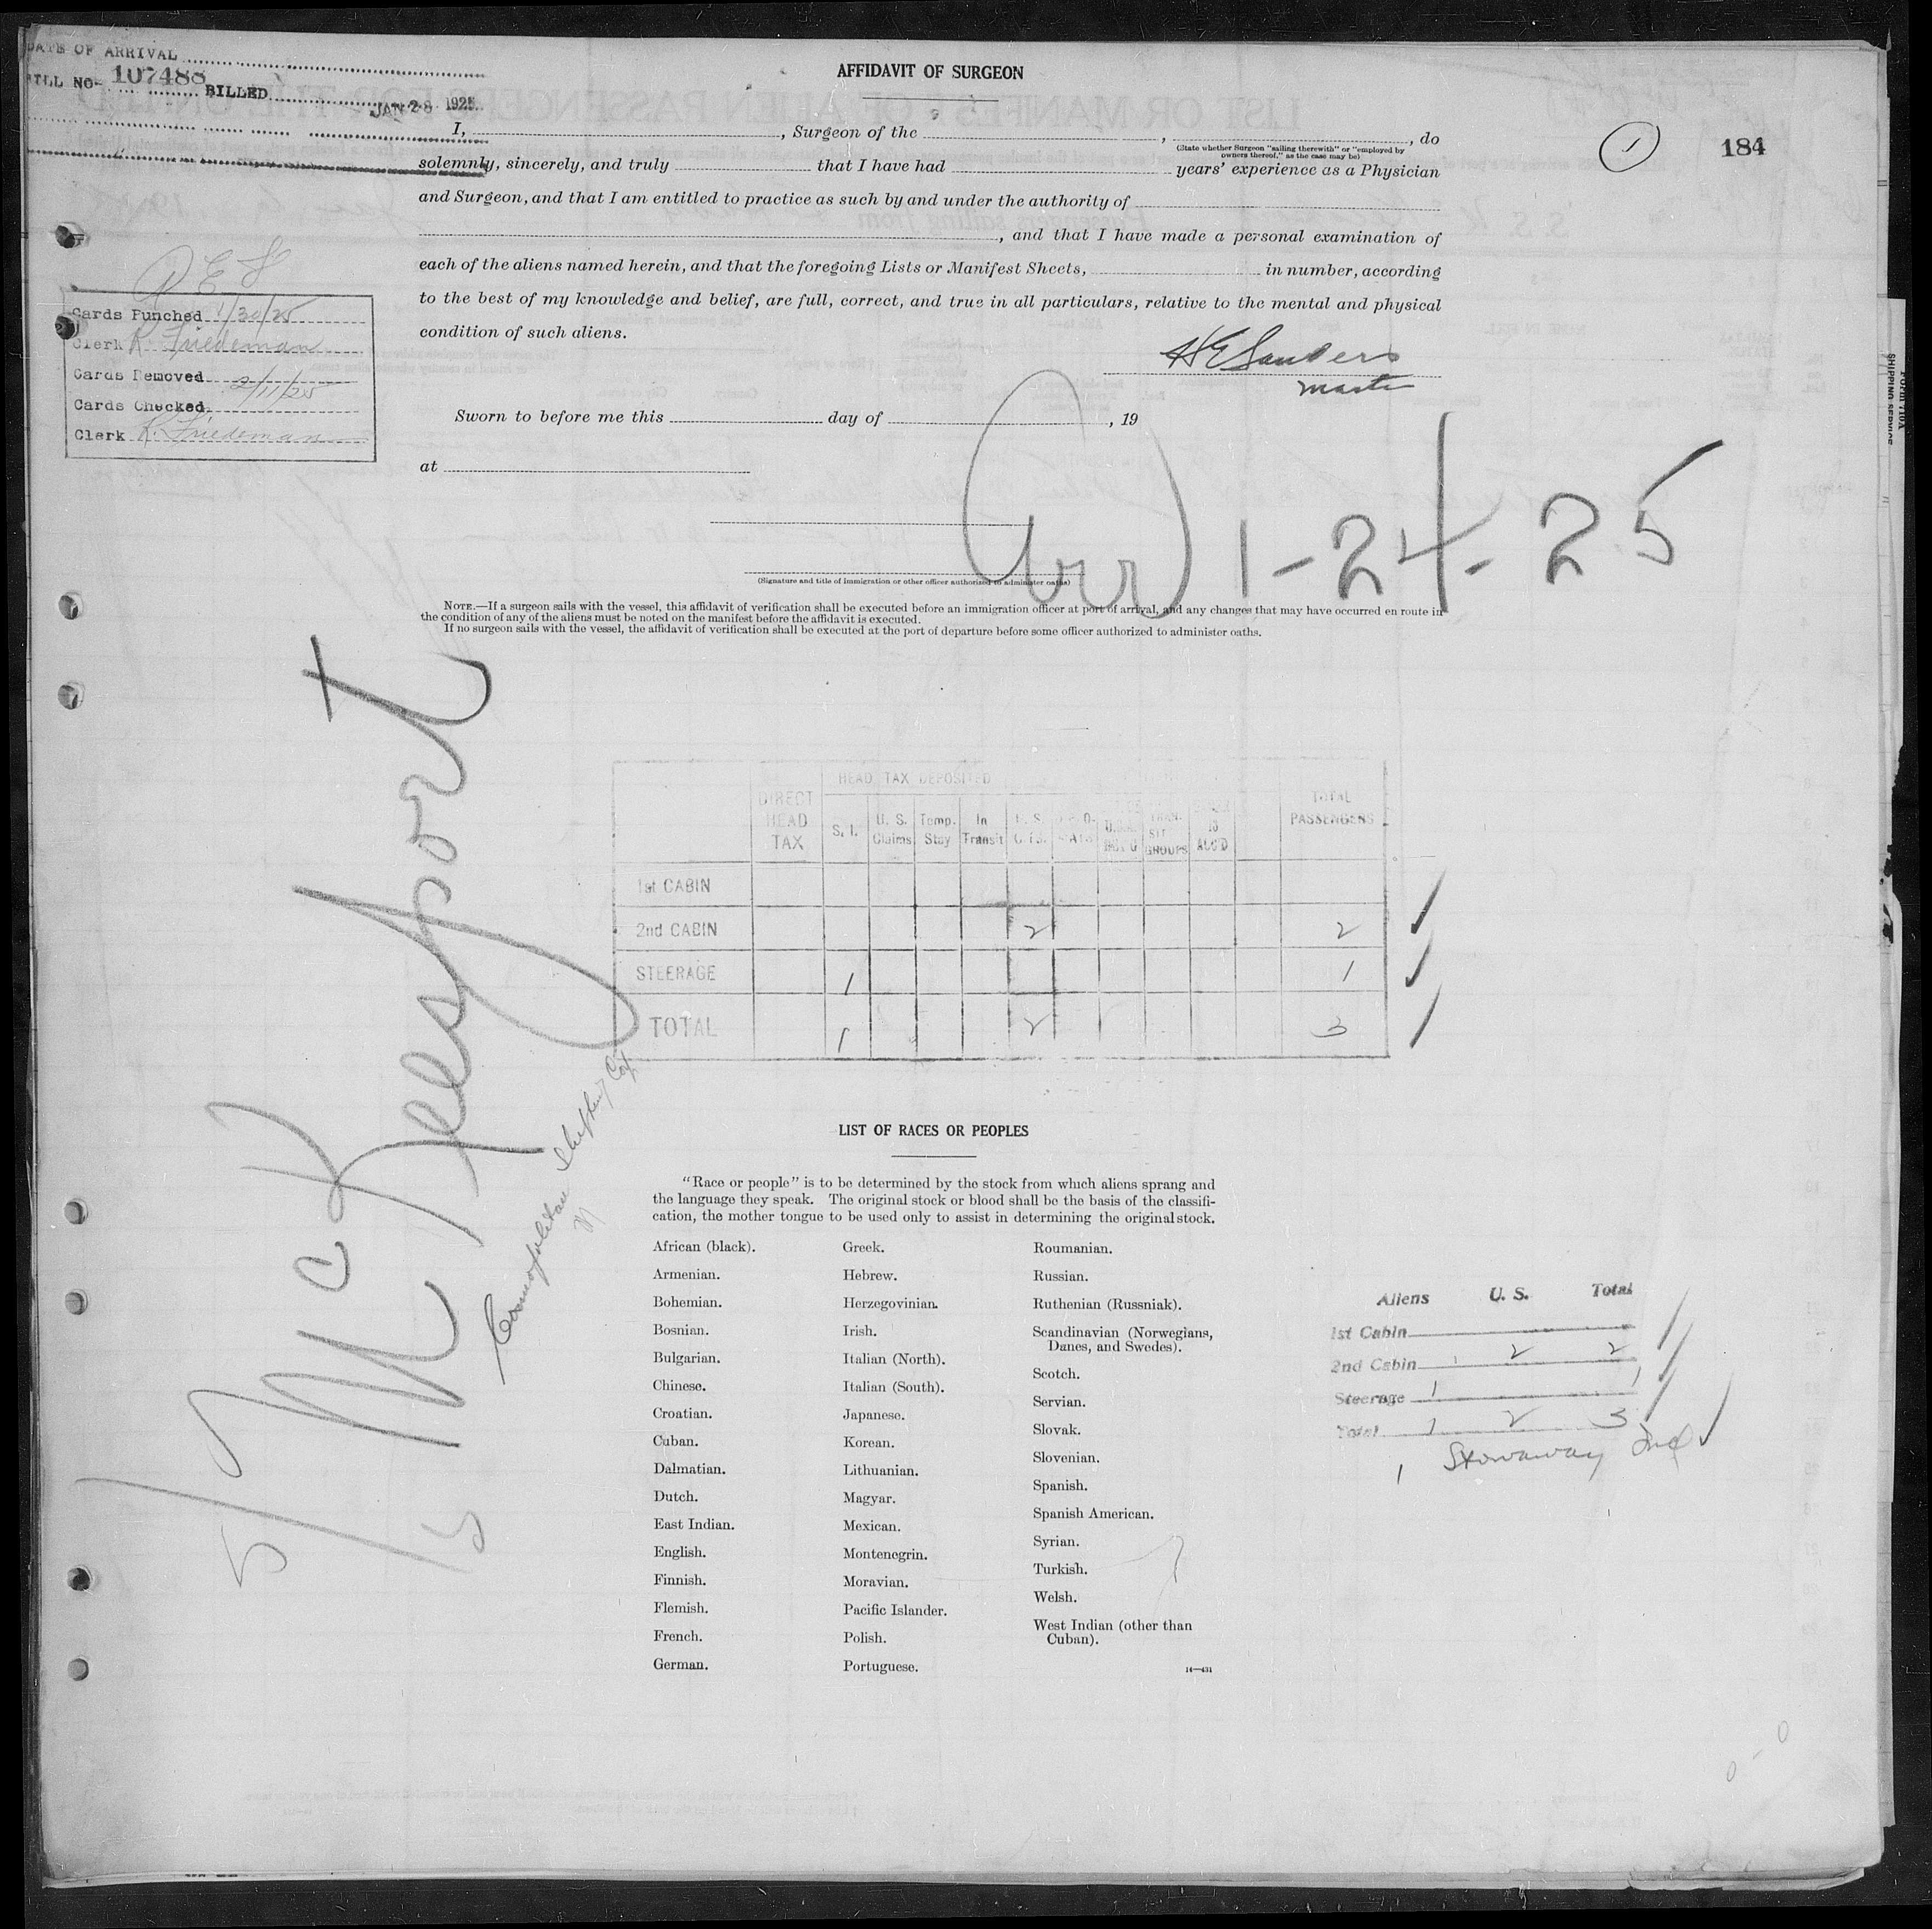 DATE OF ARRIVAL
BILL NO- 107488 BILLED
JAN 28 1925
AFFIDAVIT OF SURGEON
1
184
I, , Surgeon of the , , do
(State whether Surgeon "sailing therewith" or "employed by
owners thereof," as the case may be)
solemnly, sincerely, and truly that I have had years' experience as a Physician
and Surgeon, and that I am entitled to practice as such by and under the authority of
, and that I have made a personal examination of
each of the aliens named herein, and that the foregoing Lists or Manifest Sheets, in number, according
to the best of my knowledge and belief, are full, correct, and true in all particulars, relative to the mental and physical
condition of such aliens.
Cards Punched 1/30/25
Clerk R. Friedeman
Cards Removed 2/11/25
Cards Checked
Clerk R. Friedeman
H E Sanders
master
Sworn to before me this day of , 19
at
Arr 1-24-25
(Signature and title of immigration or other officer authorized to administer oaths)
NOTE.—If a surgeon sails with the vessel, this affidavit of verification shall be executed before an immigration officer at port of arrival, and any changes that may have occurred en route in
the condition of any of the aliens must be noted on the manifest before the affidavit is executed.
If no surgeon sails with the vessel, the affidavit of verification shall be executed at the port of departure before some officer authorized to administer oaths.
McKeesport
Cosmopolitan Shipping Co
HEAD TAX DEPOSITED
DIRECT HEAD TAX S. I. U. S. Claims Temp. Stay In Transit U. S. TRAN- SIT GROUPS TOTAL PASSENGERS
1st CABIN
2nd CABIN 2 2
STEERAGE 1 1
TOTAL 1 2 3
LIST OF RACES OR PEOPLES
"Race or people" is to be determined by the stock from which aliens sprang and
the language they speak. The original stock or blood shall be the basis of the classifi-
cation, the mother tongue to be used only to assist in determining the original stock.
African (black).
Armenian.
Bohemian.
Bosnian.
Bulgarian.
Chinese.
Croatian.
Cuban.
Dalmatian.
Dutch.
East Indian.
English.
Finnish.
Flemish.
French.
German.
Greek.
Hebrew.
Herzegovinian.
Irish.
Italian (North).
Italian (South).
Japanese.
Korean.
Lithuanian.
Magyar.
Mexican.
Montenegrin.
Moravian.
Pacific Islander.
Polish.
Portuguese.
Roumanian.
Russian.
Ruthenian (Russniak).
Scandinavian (Norwegians,
Danes, and Swedes).
Scotch.
Servian.
Slovak.
Slovenian.
Spanish.
Spanish American.
Syrian.
Turkish.
Welsh.
West Indian (other than
Cuban).
14—431
Aliens U. S. Total
1st Cabin
2nd Cabin 2 2
Steerage 1 1
Total 1 2 3
1 Stowaway
0 - 0